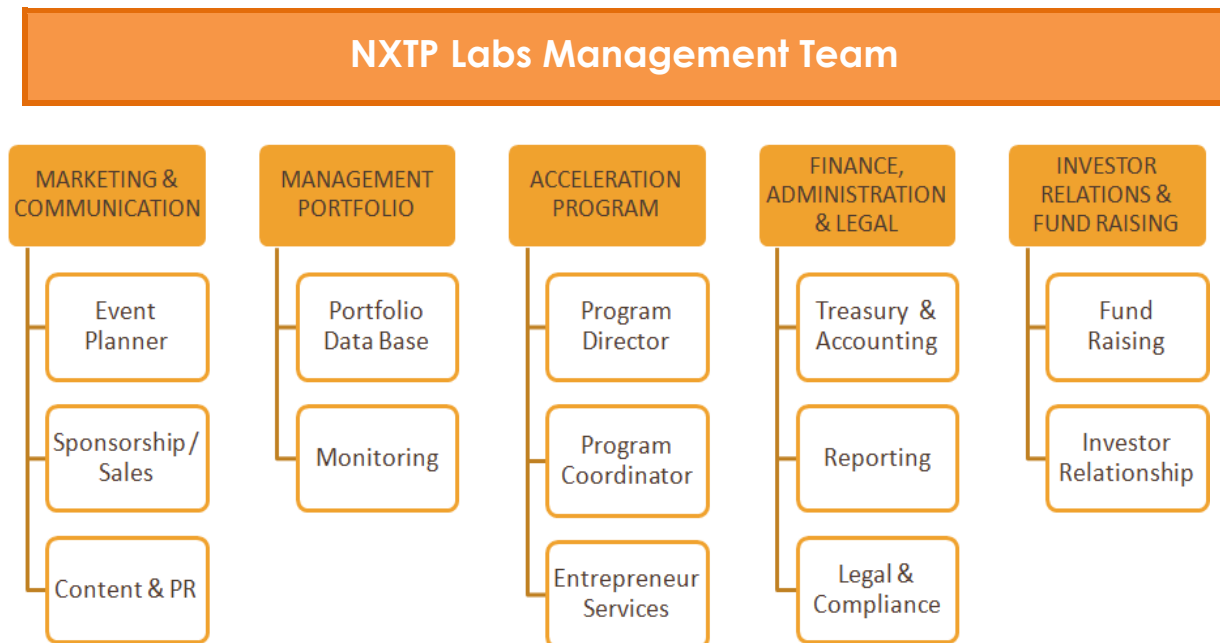 NXTP Labs Management Team
MARKETING &
COMMUNICATION
Event
Planner
Sponsorship /
Sales
Content & PR
MANAGEMENT
PORTFOLIO
Portfolio
Data Base
Monitoring
ACCELERATION
PROGRAM
Program
Director
Program
Coordinator
Entrepreneur
Services
FINANCE,
ADMINISTRATION
& LEGAL
Treasury &
Accounting
Reporting
Legal &
Compliance
INVESTOR
RELATIONS &
FUND RAISING
Fund
Raising
Investor
Relationship